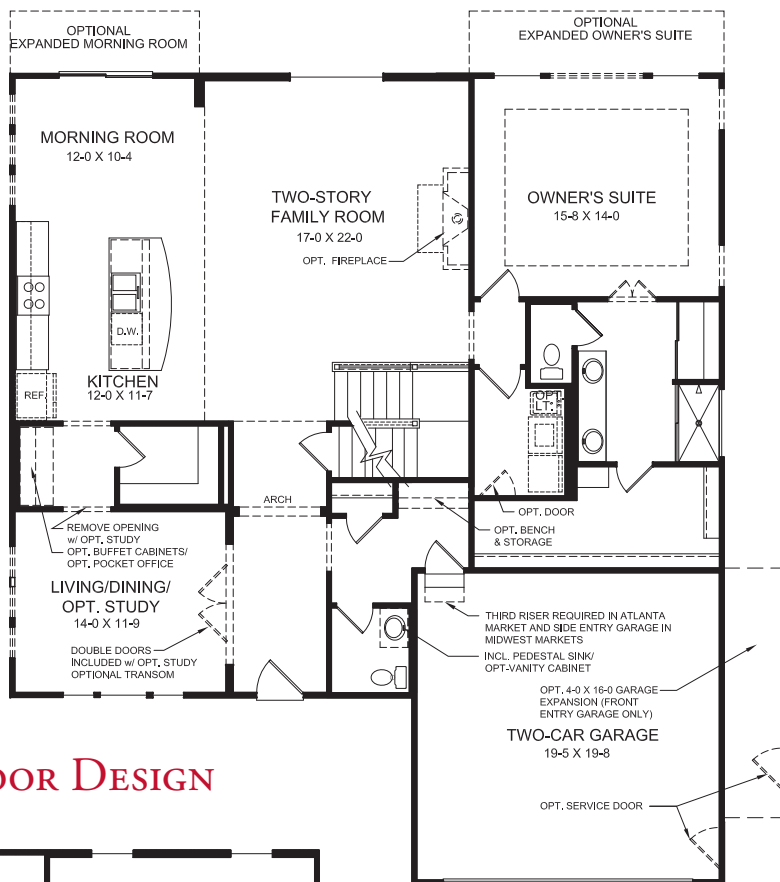 OPTIONAL
EXPANDED MORNING ROOM
OPTIONAL
EXPANDED OWNER'S SUITE
MORNING ROOM
12-0 X 10-4
TWO-STORY
FAMILY ROOM
17-0 X 22-0
OPT. FIREPLACE
OWNER'S SUITE
15-8 X 14-0
D.W.
KITCHEN
12-0 X 11-7
REF.
OPT.
LT.
ARCH
OPT. DOOR
OPT. BENCH
& STORAGE
REMOVE OPENING
w/ OPT. STUDY
OPT. BUFFET CABINETS/
OPT. POCKET OFFICE
LIVING/DINING/
OPT. STUDY
14-0 X 11-9
DOUBLE DOORS
INCLUDED w/ OPT. STUDY
OPTIONAL TRANSOM
THIRD RISER REQUIRED IN ATLANTA
MARKET AND SIDE ENTRY GARAGE IN
MIDWEST MARKETS
INCL. PEDESTAL SINK/
OPT-VANITY CABINET
OPT. 4-0 X 16-0 GARAGE
EXPANSION (FRONT
ENTRY GARAGE ONLY)
TWO-CAR GARAGE
19-5 X 19-8
OPT. SERVICE DOOR
OOR DESIGN